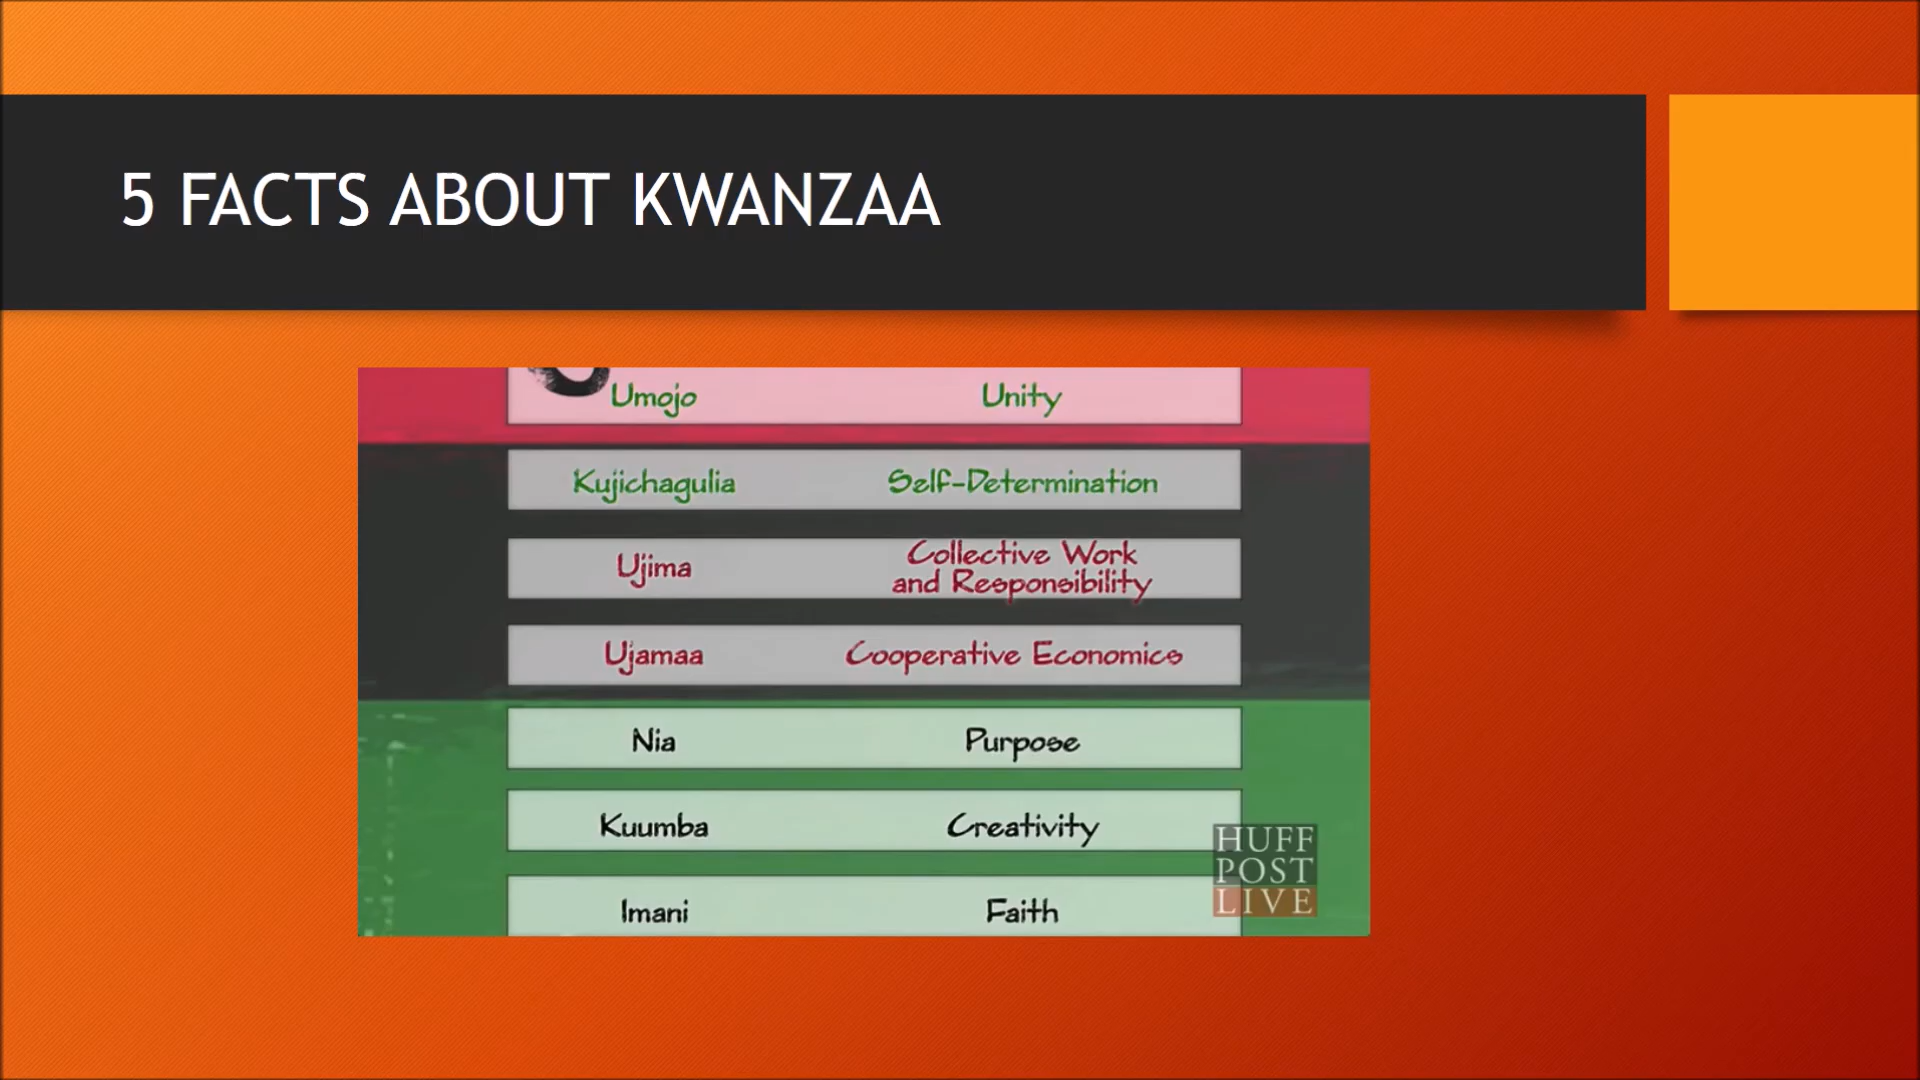 5 FACTS ABOUT KWANZAA
Umojo Unity
Kujichagulia Self-Determination
Ujima Collective Work
and Responsibility
Ujamaa Cooperative Economics
Nia Purpose
Kuumba Creativity
Imani Faith
HUFF
POST
LIVE